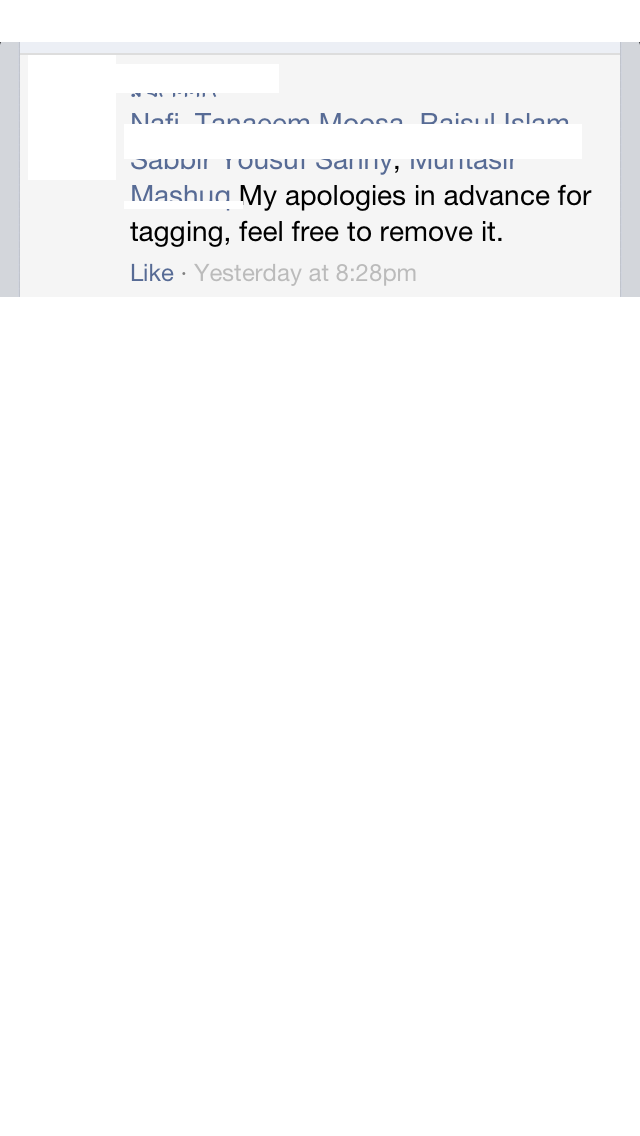 Nafi, Tanaeem Moosa, Raisul Islam
Sabbir Yousuf Sanny, Muntasir
Mashuq My apologies in advance for
tagging, feel free to remove it.
Like · Yesterday at 8:28pm